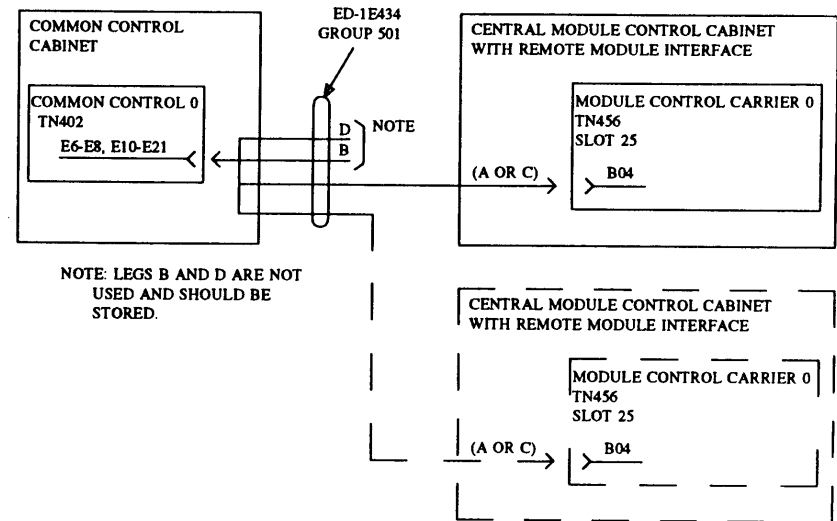 COMMON CONTROL
CABINET
COMMON CONTROL 0
TN402
E6-E8, E10-E21
ED-1E434
GROUP 501
D
B
NOTE
CENTRAL MODULE CONTROL CABINET
WITH REMOTE MODULE INTERFACE
MODULE CONTROL CARRIER 0
TN456
SLOT 25
(A OR C)
B04
NOTE: LEGS B AND D ARE NOT
USED AND SHOULD BE
STORED.
CENTRAL MODULE CONTROL CABINET
WITH REMOTE MODULE INTERFACE
MODULE CONTROL CARRIER 0
TN456
SLOT 25
(A OR C)
B04